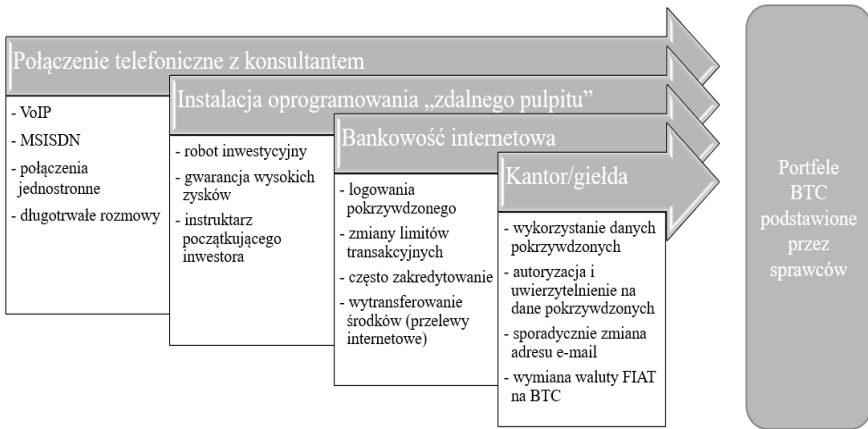 Połączenie telefoniczne z konsultantem
- VoIP
- MSISDN
- połączenia
jednostronne
- długotrwałe rozmowy
Instalacja oprogramowania „zdalnego pulpitu”
- robot inwestycyjny
- gwarancja wysokich
zysków
- instruktarz
początkującego
inwestora
Bankowość internetowa
- logowania
pokrzywdzonego
- zmiany limitów
transakcyjnych
- często zakredytowanie
- wytransferowanie
środków (przelewy
internetowe)
Kantor/giełda
- wykorzystanie danych
pokrzywdzonych
- autoryzacja i
uwierzytelnienie na
dane pokrzywdzonych
- sporadycznie zmiana
adresu e-mail
- wymiana waluty FIAT
na BTC
Portfele
BTC
podstawione
przez
sprawców